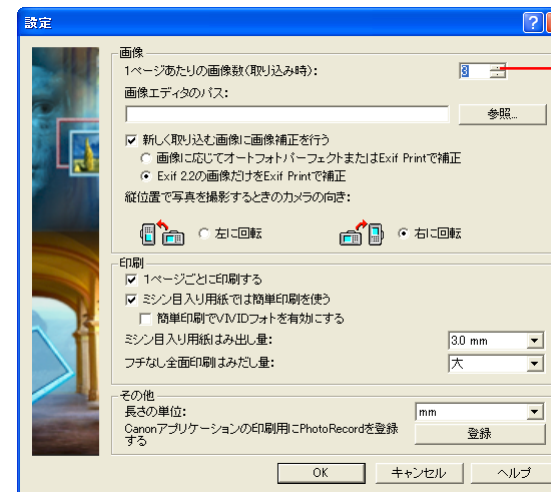 設定
画像
1ページあたりの画像数(取り込み時):
3
画像エディタのパス:
参照...
新しく取り込む画像に画像補正を行う
画像に応じてオートフォトパーフェクトまたはExif Printで補正
Exif 2.2の画像だけをExif Printで補正
縦位置で写真を撮影するときのカメラの向き:
左に回転
右に回転
印刷
1ページごとに印刷する
ミシン目入り用紙では簡単印刷を使う
簡単印刷でVIVIDフォトを有効にする
ミシン目入り用紙はみ出し量:
3.0 mm
フチなし全面印刷はみだし量:
大
その他
長さの単位:
mm
Canonアプリケーションの印刷用にPhotoRecordを登録
する
登録
OK
キャンセル
ヘルプ